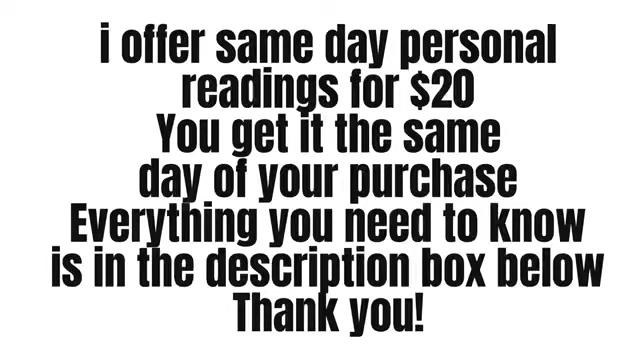 i offer same day personal
readings for $20
You get it the same
day of your purchase
Everything you need to know
is in the description box below
Thank you!